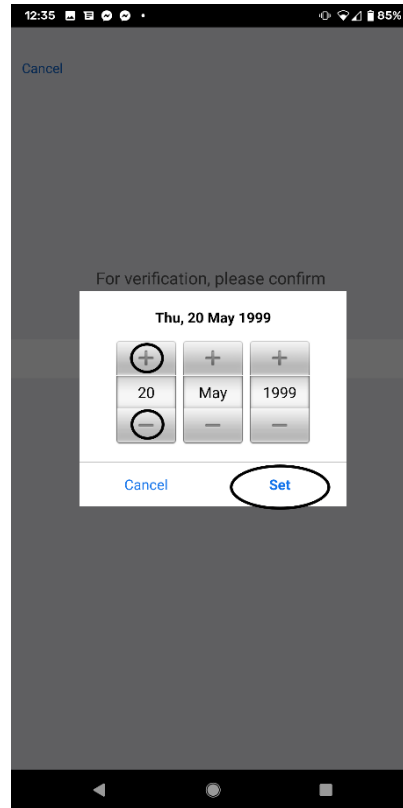 12:35 85%
Cancel
For verification, please confirm
Thu, 20 May 1999
+ + +
20 May 1999
− − −
Cancel Set